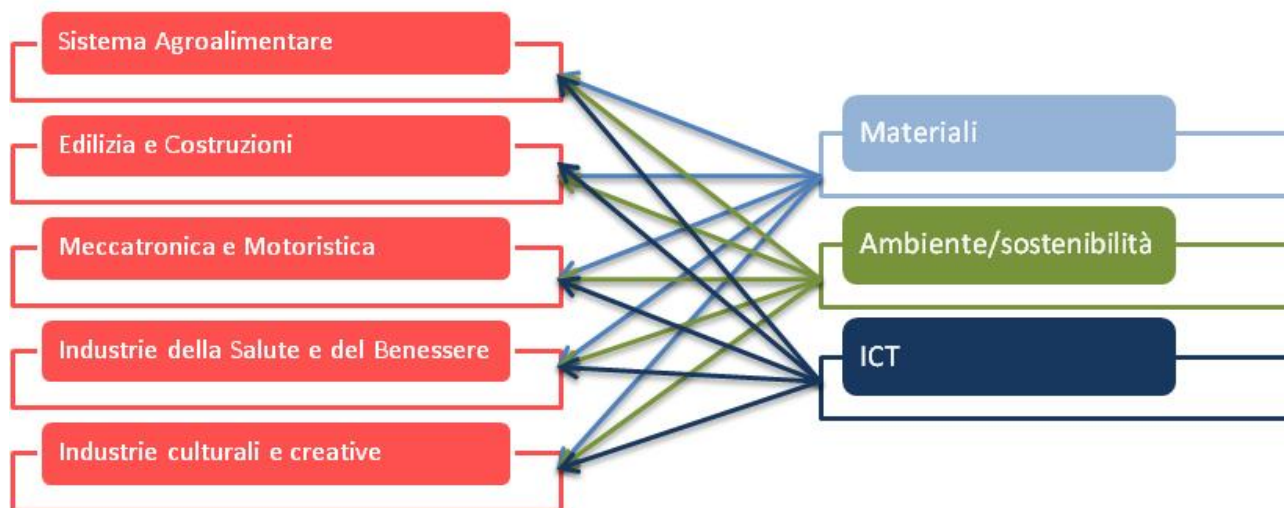 Sistema Agroalimentare
Edilizia e Costruzioni
Meccatronica e Motoristica
Industrie della Salute e del Benessere
Industrie culturali e creative
Materiali
Ambiente/sostenibilità
ICT